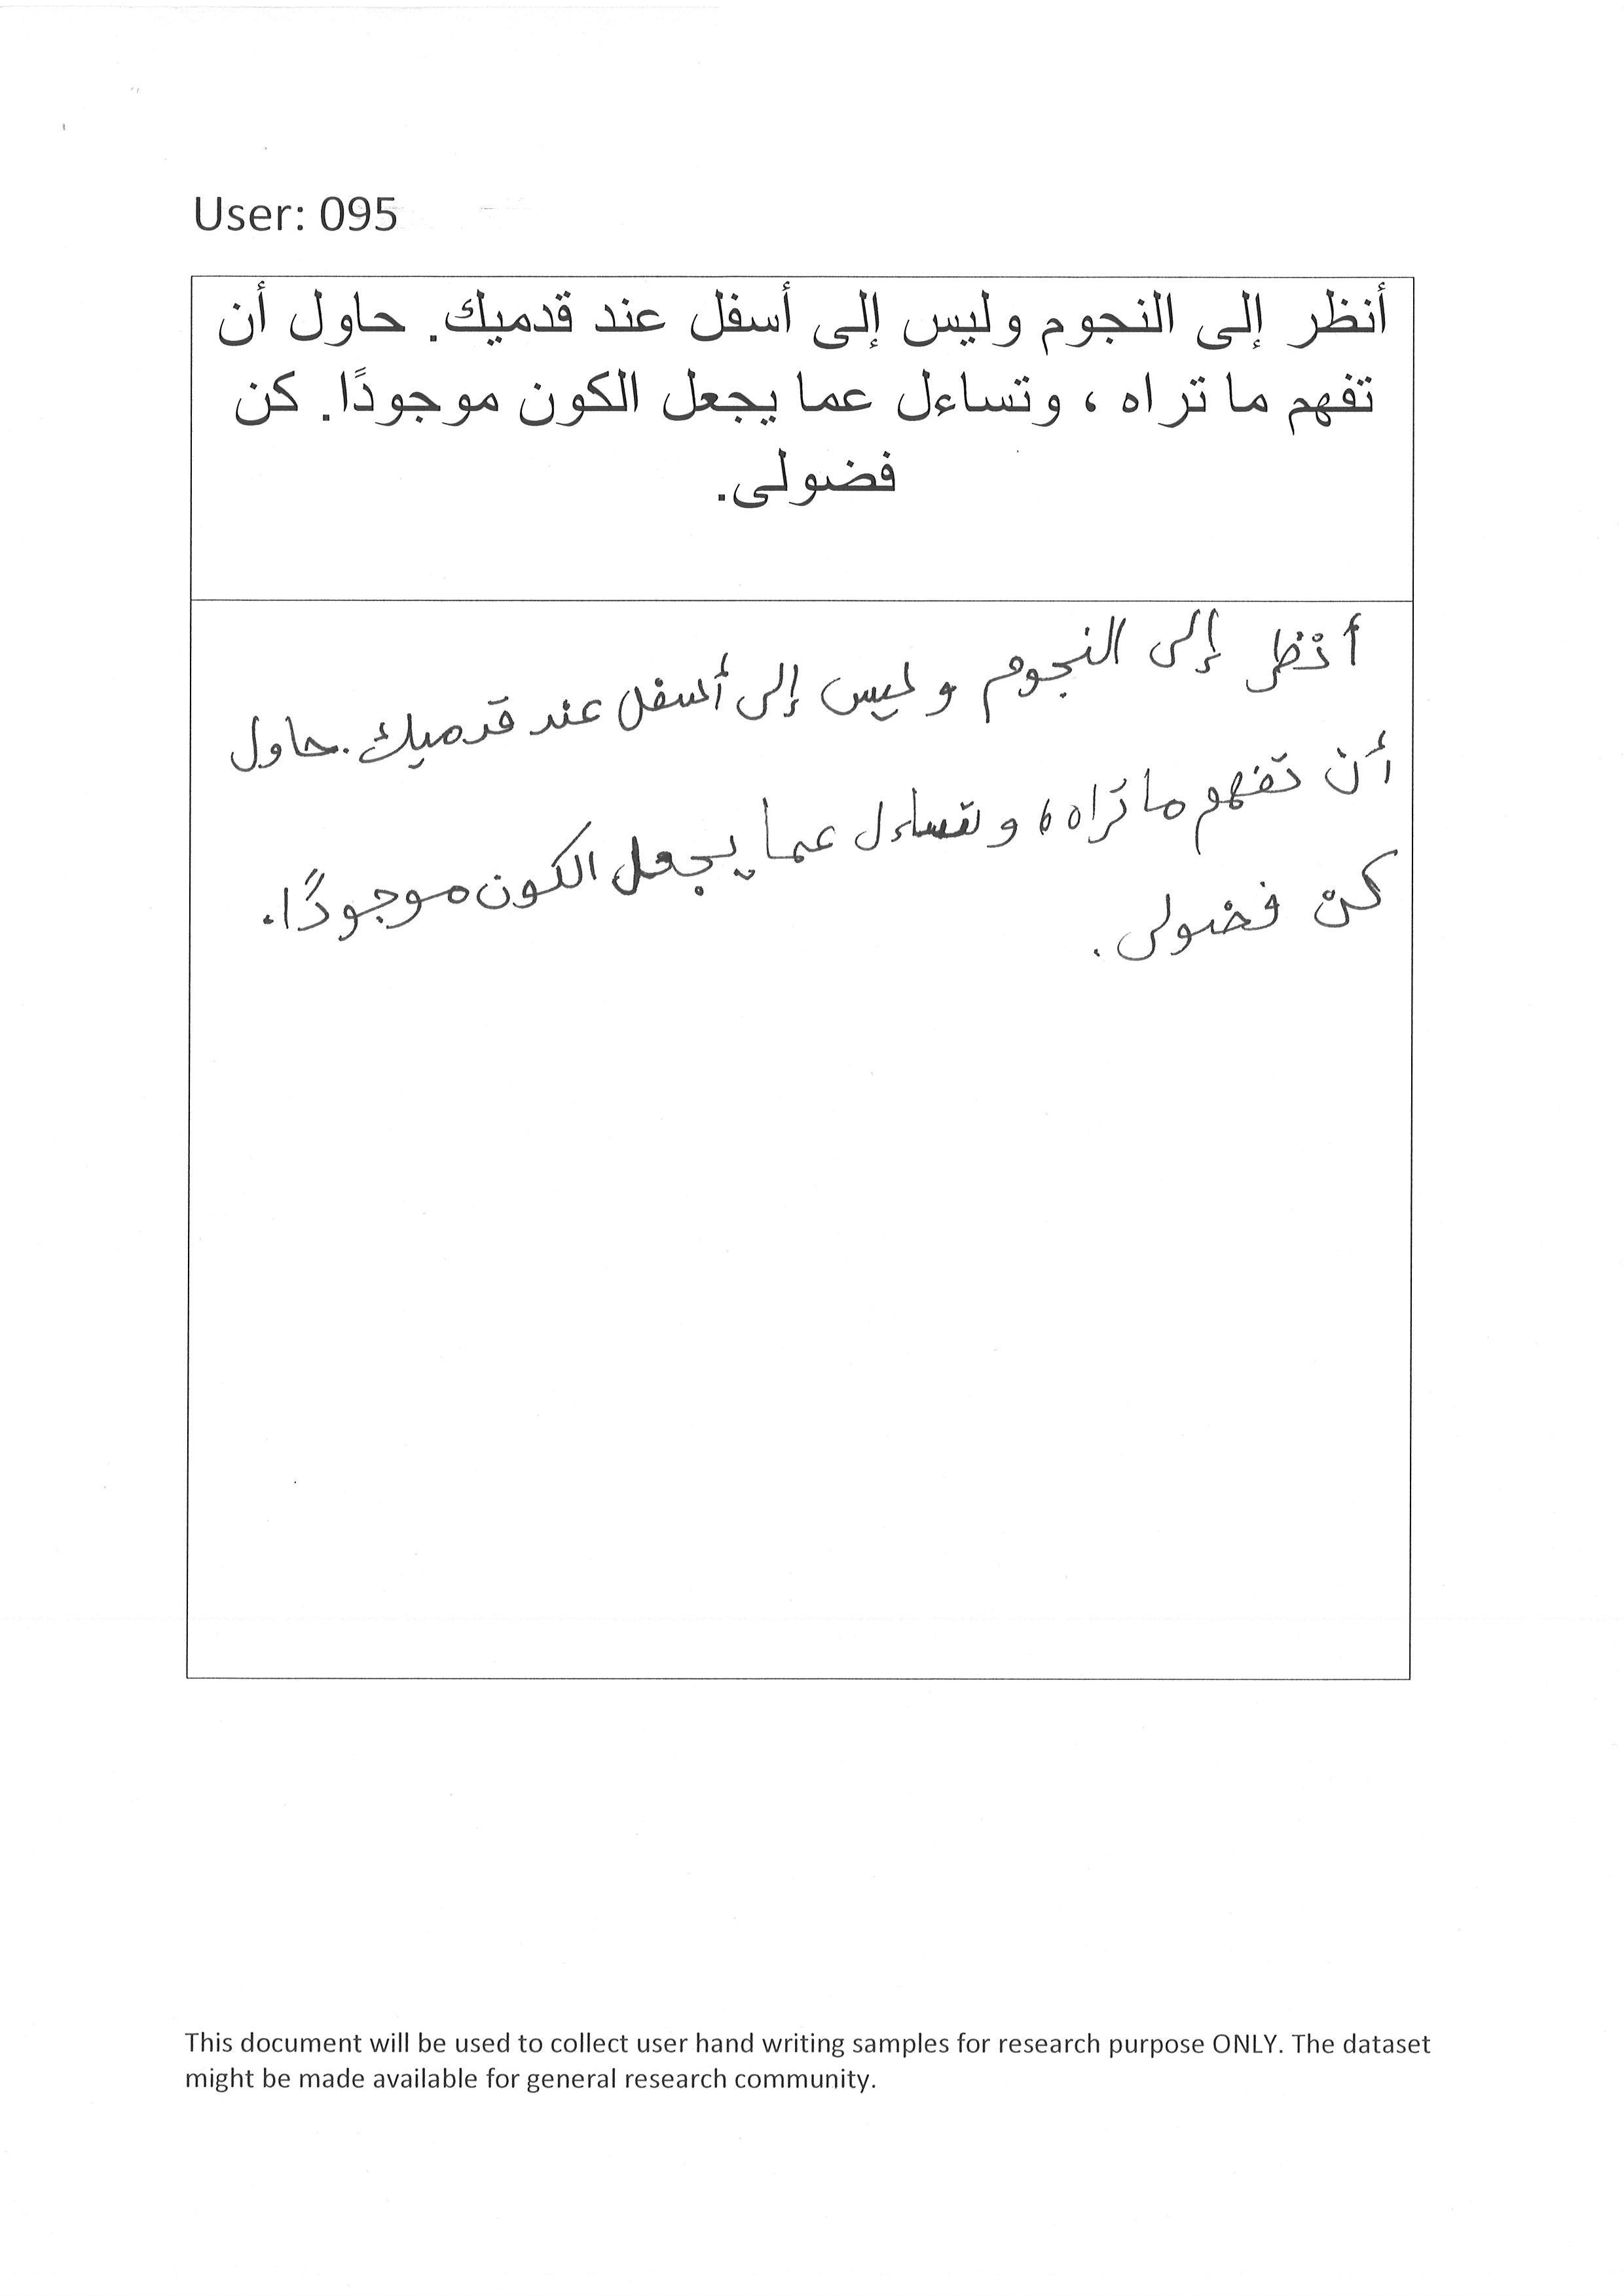 User: 095
أنظر إلى النجوم وليس إلى أسفل عند قدميك. حاول أن
تفهم ما تراه ، وتساءل عما يجعل الكون موجودًا. كن
فضولى.
أنظر إلى النجوم وليس إلى أسفل عند قدميك. حاول
أن تفهم ما تراه ، وتساءل عما يجعل الكون موجودًا.
كن فضولى.
This document will be used to collect user hand writing samples for research purpose ONLY. The dataset
might be made available for general research community.